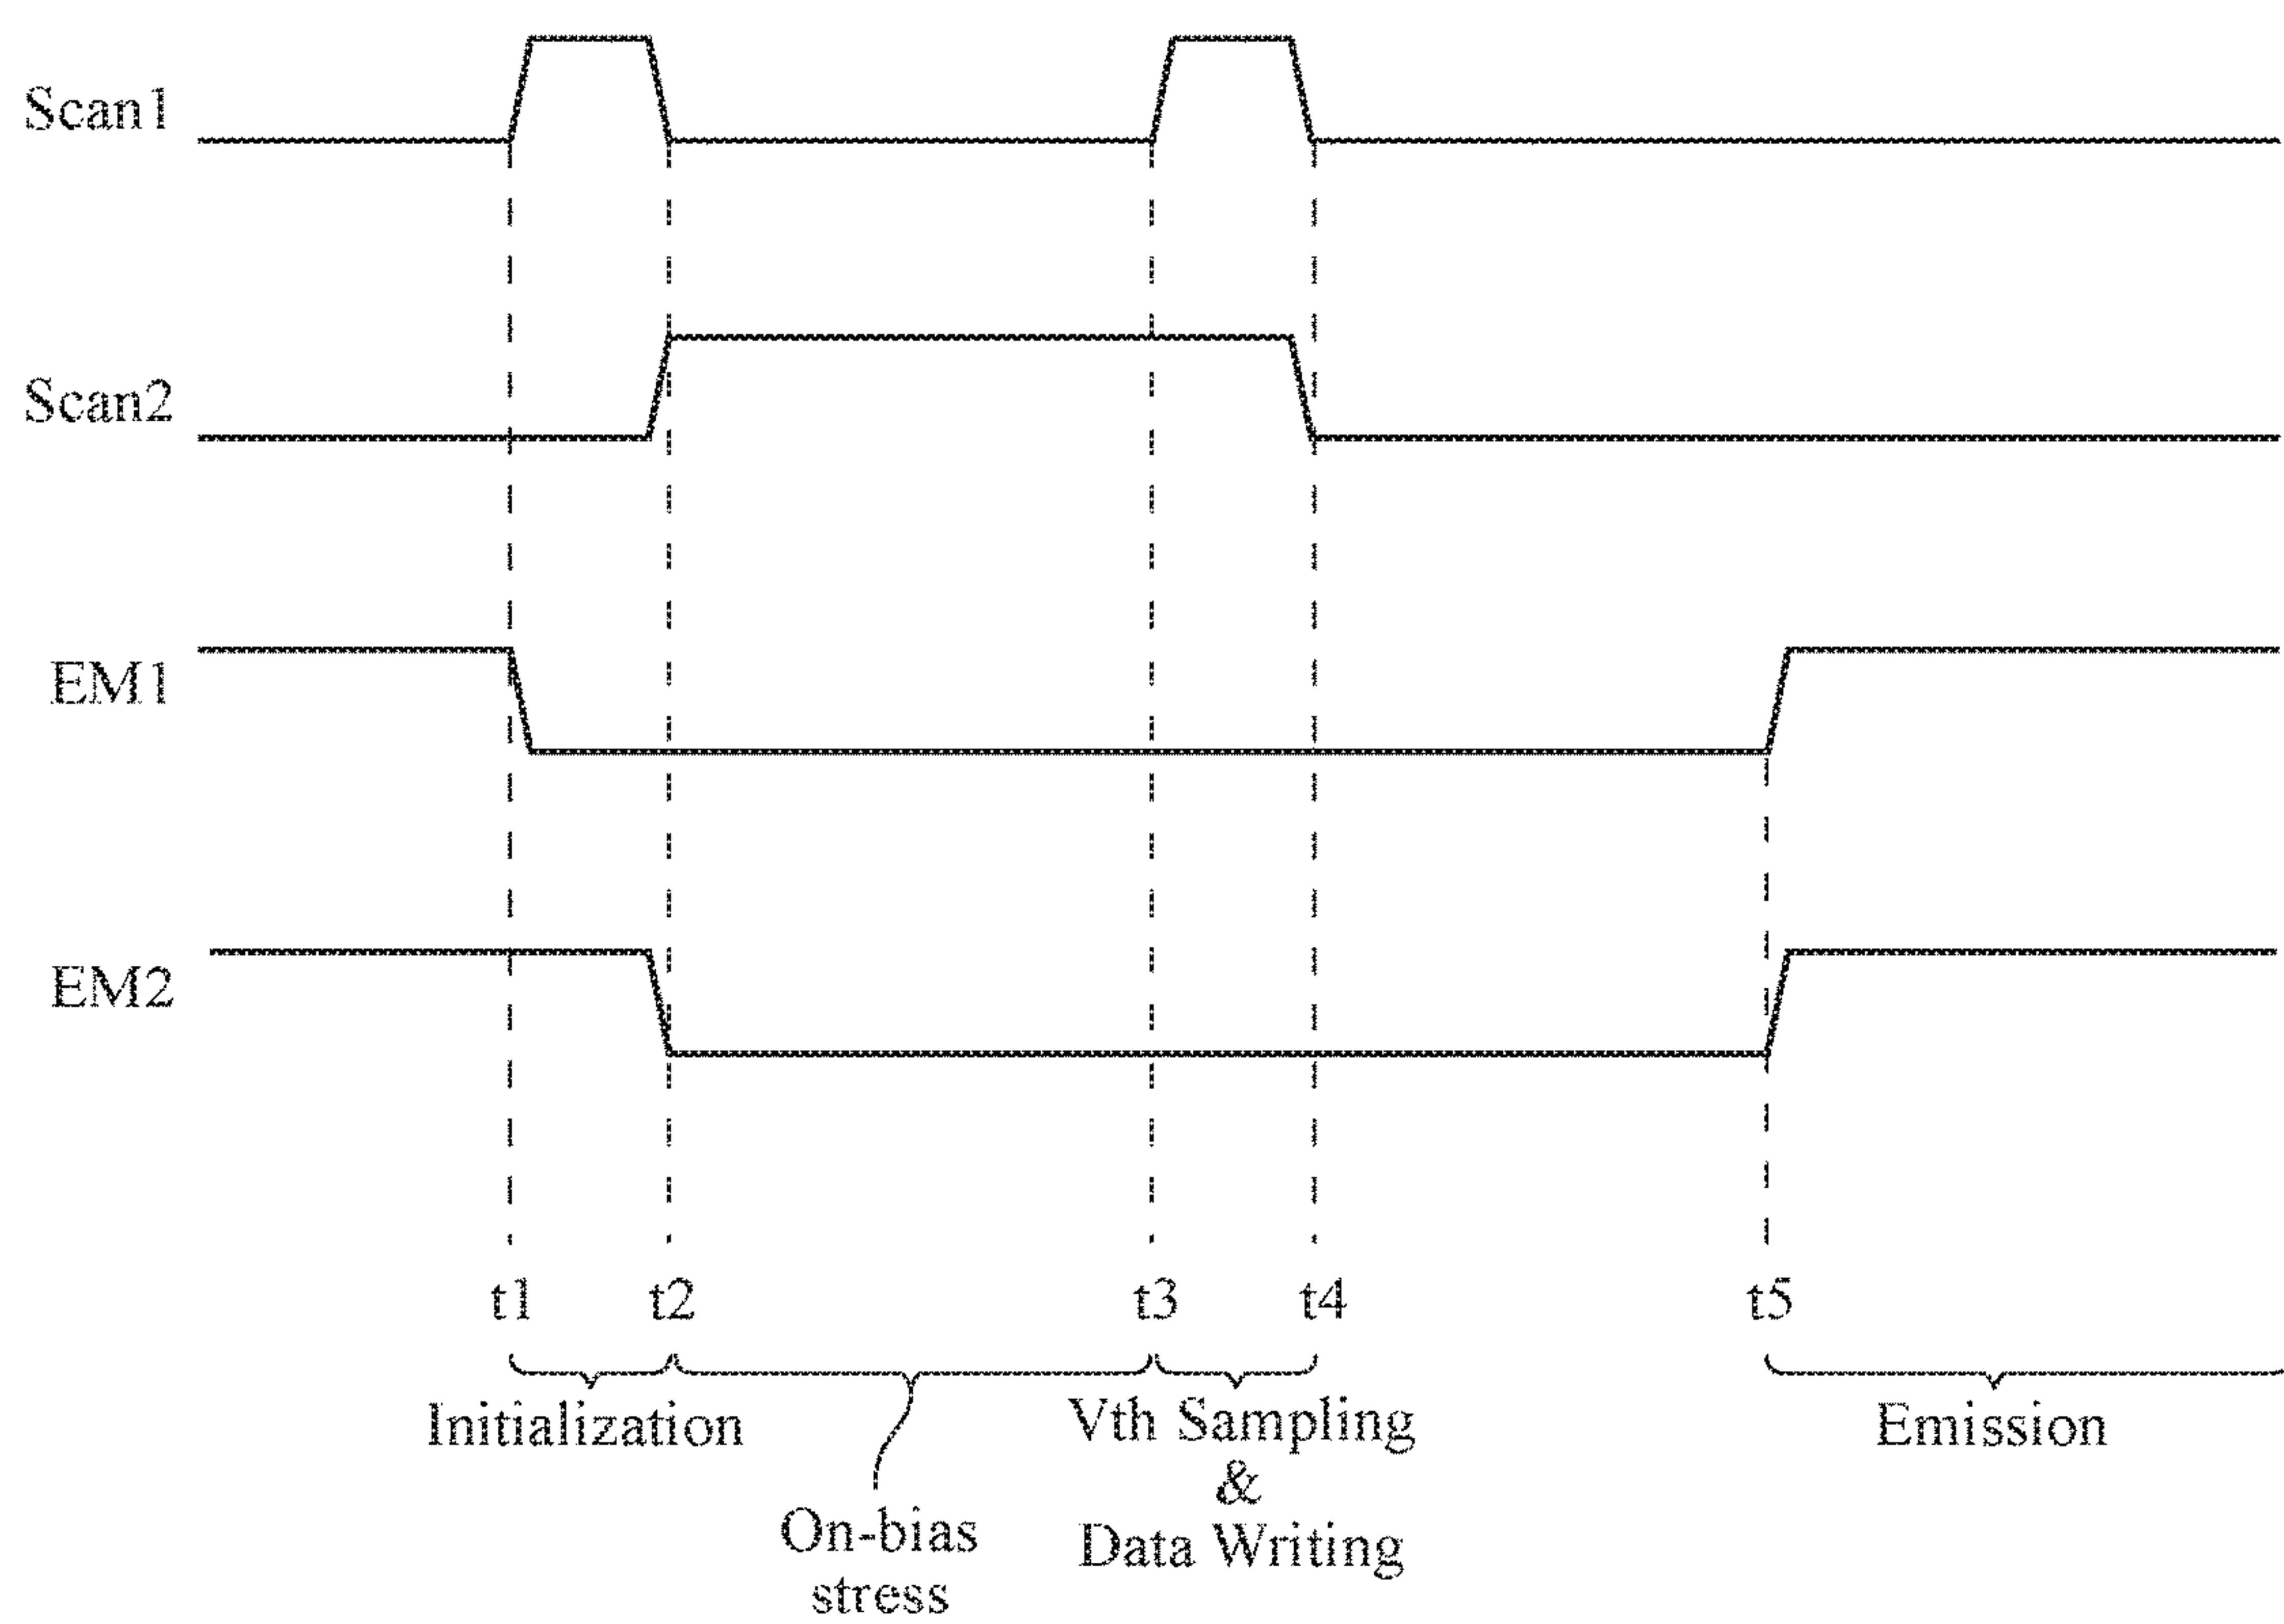 Scan1
Scan2
EM1
EM2
t1
t2
t3
t4
t5
Initialization
On-bias
stress
Vth Sampling
&
Data Writing
Emission